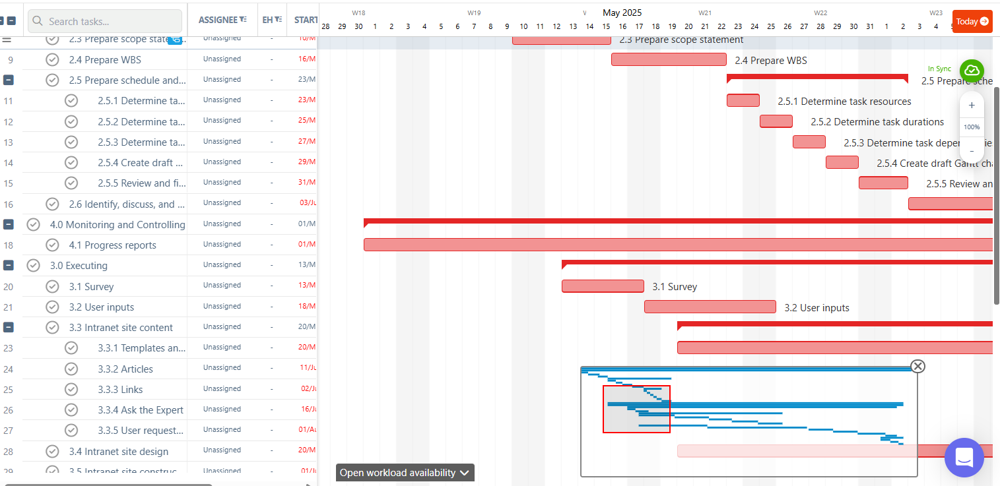 W18 W19 W May 2025 W21 W22 W23
Search tasks... ASSIGNEE EH START Today
28 29 30 1 2 3 4 5 6 7 8 9 10 11 12 13 14 15 16 17 18 19 20 21 22 23 24 25 26 27 28 29 30 31 1 2 3 4
2.3 Prepare scope state... Unassigned - 10/M 2.3 Prepare scope statement
9 2.4 Prepare WBS Unassigned - 16/M 2.4 Prepare WBS
In Sync
2.5 Prepare schedule and... Unassigned - 23/M 2.5 Prepare sche
11 2.5.1 Determine ta... Unassigned - 23/M 2.5.1 Determine task resources +
12 2.5.2 Determine ta... Unassigned - 25/M 2.5.2 Determine task durations 100%
13 2.5.3 Determine ta... Unassigned - 27/M 2.5.3 Determine task depe ies
-
14 2.5.4 Create draft ... Unassigned - 29/M 2.5.4 Create draft Gantt cha
15 2.5.5 Review and fi... Unassigned - 31/M 2.5.5 Review an
16 2.6 Identify, discuss, and ... Unassigned - 03/Ju
4.0 Monitoring and Controlling Unassigned - 01/M
18 4.1 Progress reports Unassigned - 01/M
3.0 Executing Unassigned - 13/M
20 3.1 Survey Unassigned - 13/M 3.1 Survey
21 3.2 User inputs Unassigned - 18/M 3.2 User inputs
3.3 Intranet site content Unassigned - 20/M
23 3.3.1 Templates an... Unassigned - 20/M
24 3.3.2 Articles Unassigned - 11/Ju
25 3.3.3 Links Unassigned - 02/Ju
26 3.3.4 Ask the Expert Unassigned - 16/Ju
27 3.3.5 User request... Unassigned - 01/Au
28 3.4 Intranet site design Unassigned - 20/M
29 3.5 Intranet site construc... Unassigned - 01/Ju
Open workload availability